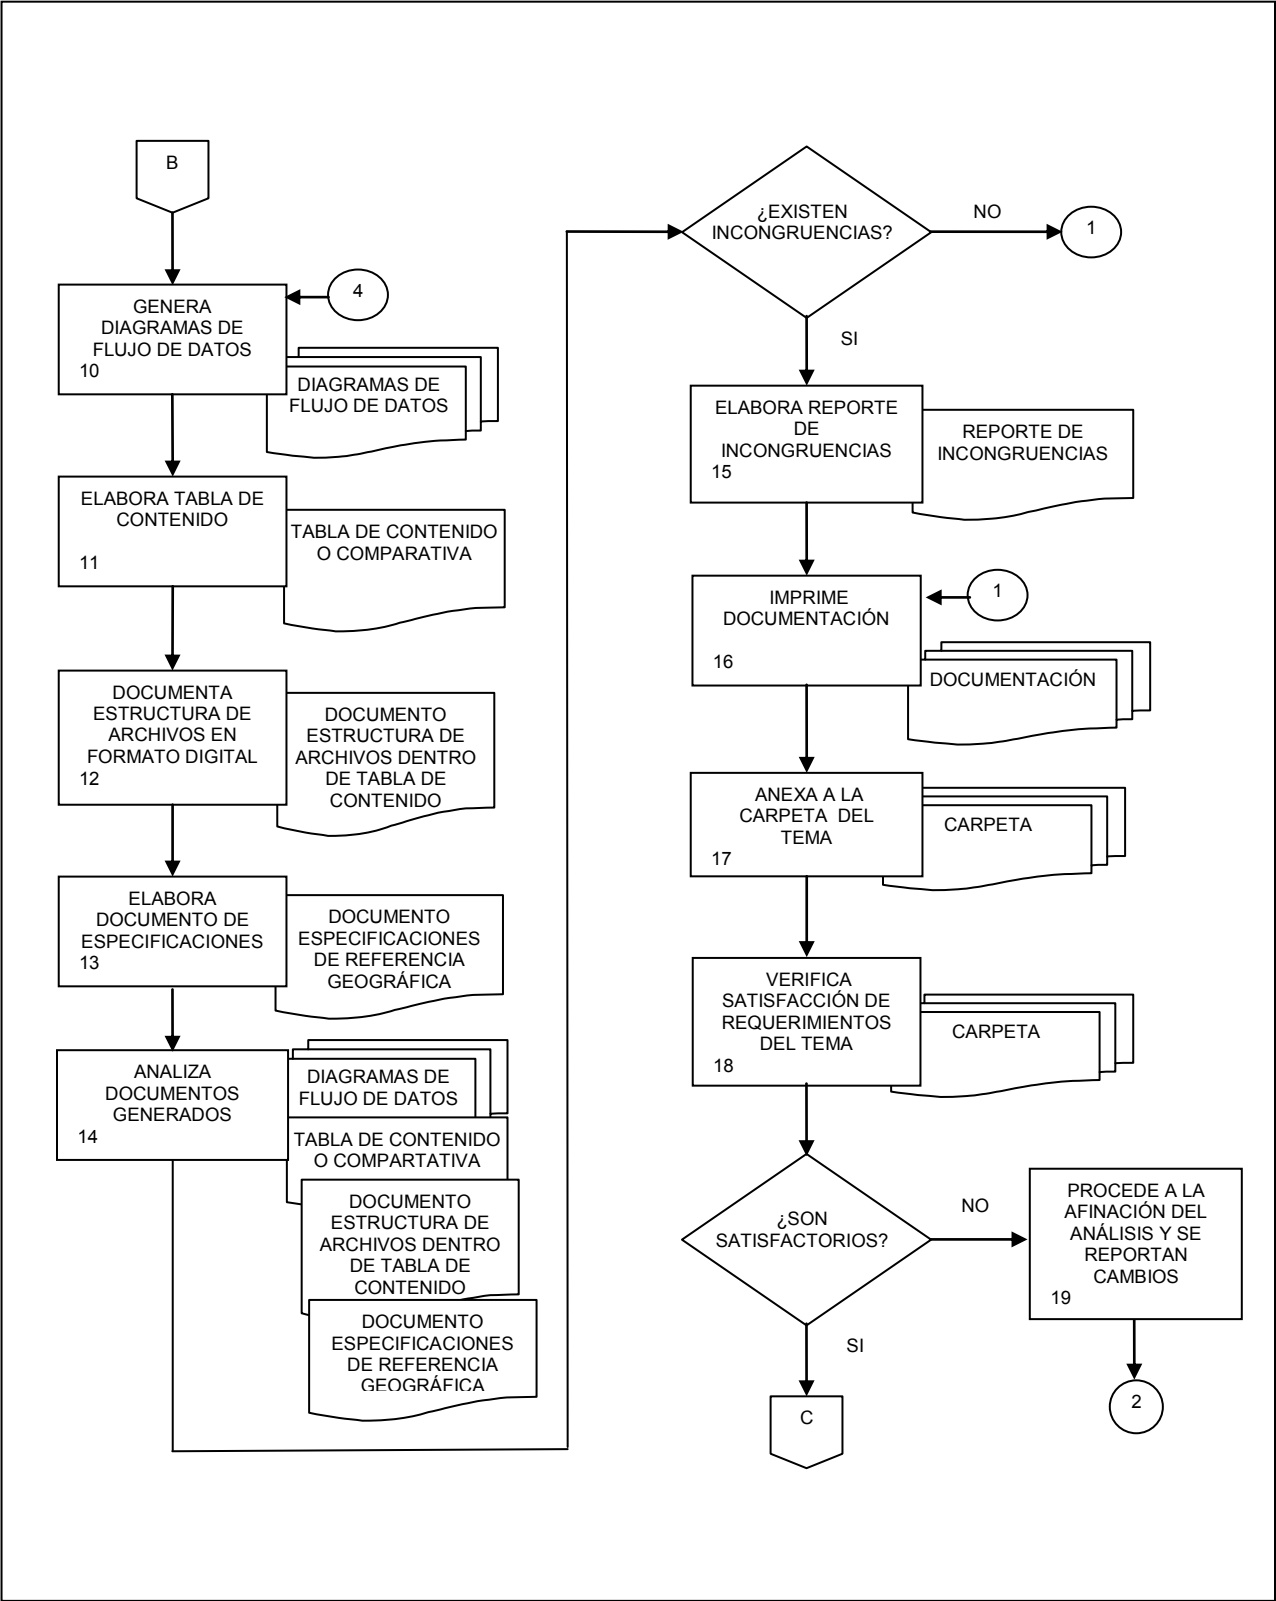 B
4
GENERA
DIAGRAMAS DE
FLUJO DE DATOS
10
DIAGRAMAS DE
FLUJO DE DATOS
ELABORA TABLA DE
CONTENIDO
11
TABLA DE CONTENIDO
O COMPARATIVA
DOCUMENTA
ESTRUCTURA DE
ARCHIVOS EN
FORMATO DIGITAL
12
DOCUMENTO
ESTRUCTURA DE
ARCHIVOS DENTRO
DE TABLA DE
CONTENIDO
ELABORA
DOCUMENTO DE
ESPECIFICACIONES
13
DOCUMENTO
ESPECIFICACIONES
DE REFERENCIA
GEOGRÁFICA
ANALIZA
DOCUMENTOS
GENERADOS
14
DIAGRAMAS DE
FLUJO DE DATOS
TABLA DE CONTENIDO
O COMPARTATIVA
DOCUMENTO
ESTRUCTURA DE
ARCHIVOS DENTRO
DE TABLA DE
CONTENIDO
DOCUMENTO
ESPECIFICACIONES
DE REFERENCIA
GEOGRÁFICA
¿EXISTEN
INCONGRUENCIAS?
NO
1
SI
ELABORA REPORTE
DE
INCONGRUENCIAS
15
REPORTE DE
INCONGRUENCIAS
IMPRIME
DOCUMENTACIÓN
16
1
DOCUMENTACIÓN
ANEXA A LA
CARPETA DEL
TEMA
17
CARPETA
VERIFICA
SATISFACCIÓN DE
REQUERIMIENTOS
DEL TEMA
18
CARPETA
¿SON
SATISFACTORIOS?
NO
PROCEDE A LA
AFINACIÓN DEL
ANÁLISIS Y SE
REPORTAN
CAMBIOS
19
SI
C
2